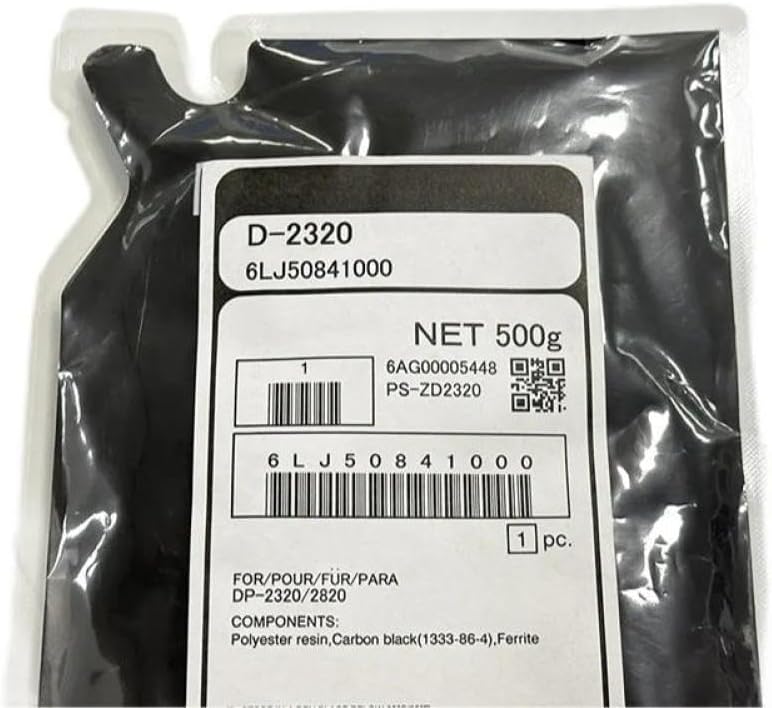 D-2320
6LJ50841000
NET 500g
1
6AG00005448
PS-ZD2320
6LJ50841000
1 pc.
FOR/POUR/FÜR/PARA
DP-2320/2820
COMPONENTS:
Polyester resin,Carbon black(1333-86-4),Ferrite